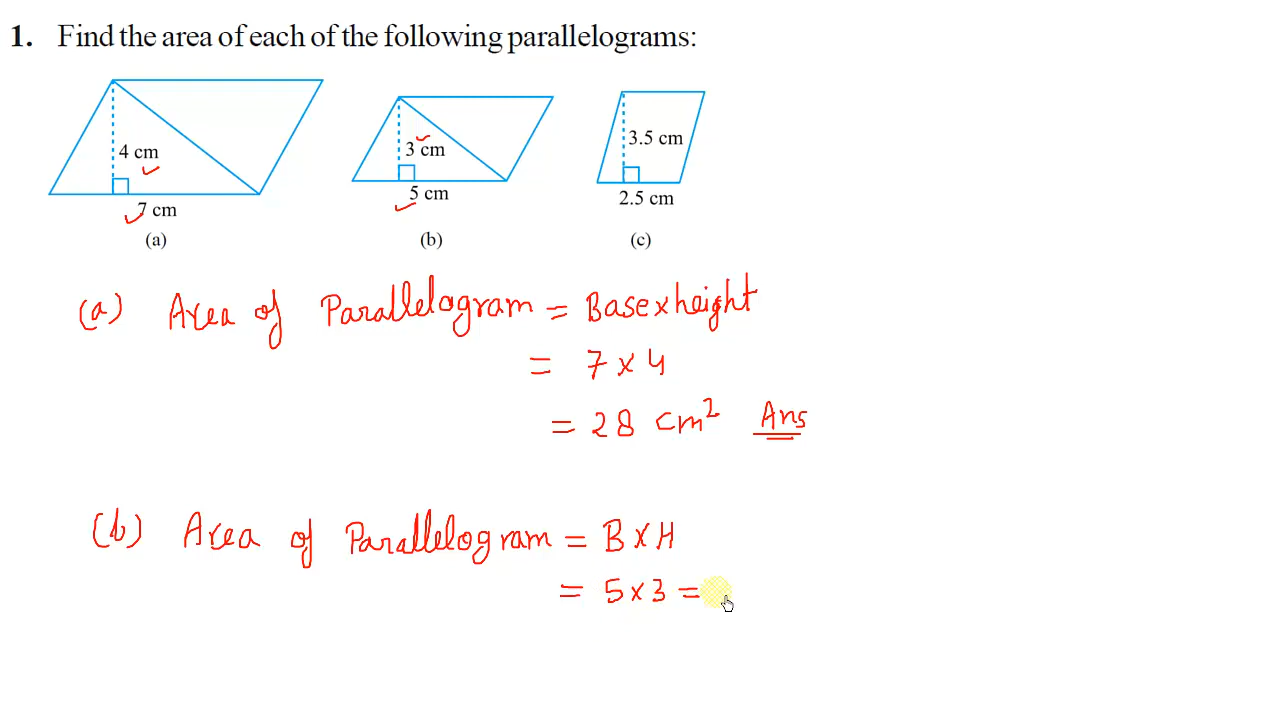 1. Find the area of each of the following parallelograms:
4 cm
7 cm
(a)
3 cm
5 cm
(b)
3.5 cm
2.5 cm
(c)
(a) Area of Parallelogram = Base×height
= 7 × 4
= 28 cm² Ans
(b) Area of Parallelogram = B × H
= 5 × 3 =